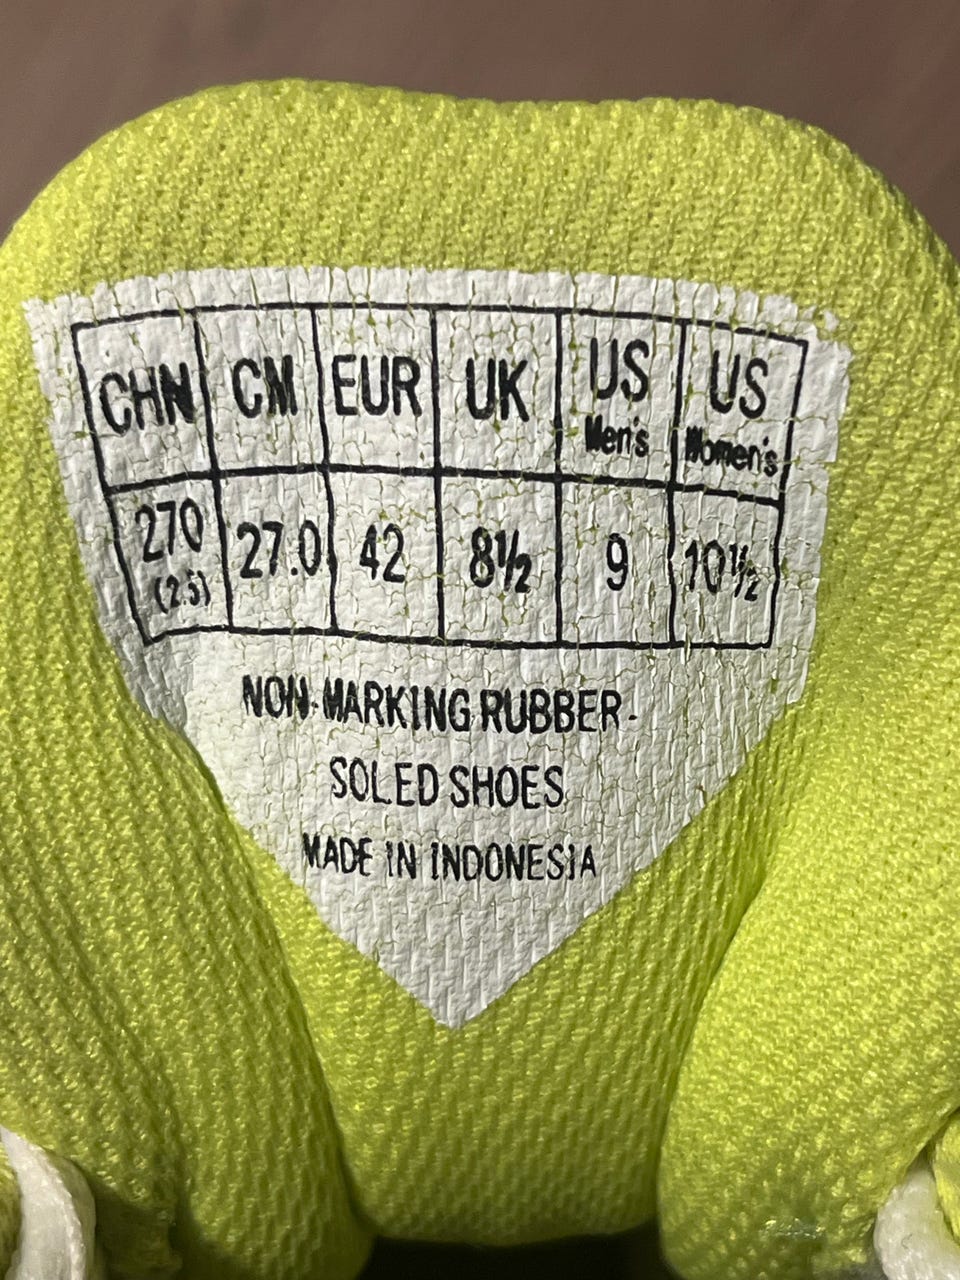 CHN CM EUR UK US Men's US Women's
270 (2.5) 27.0 42 8½ 9 10½
NON-MARKING RUBBER-
SOLED SHOES
MADE IN INDONESIA